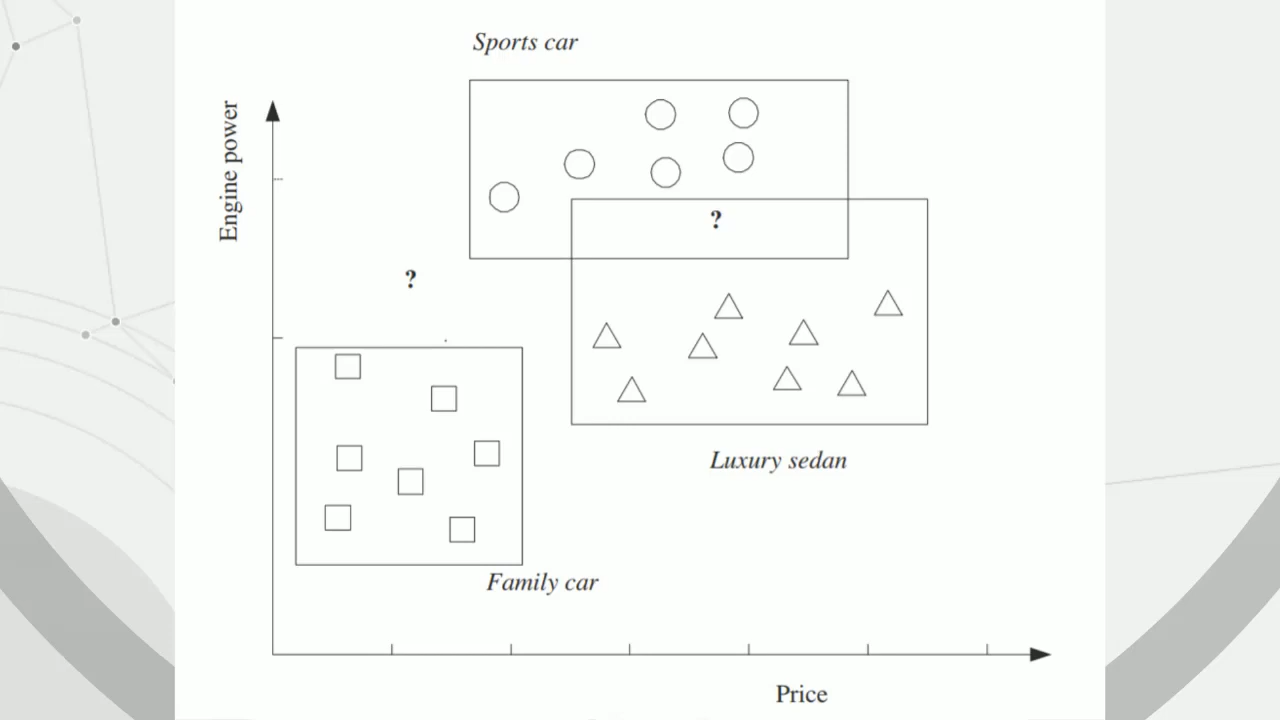 Sports car
Engine power
?
?
Luxury sedan
Family car
Price